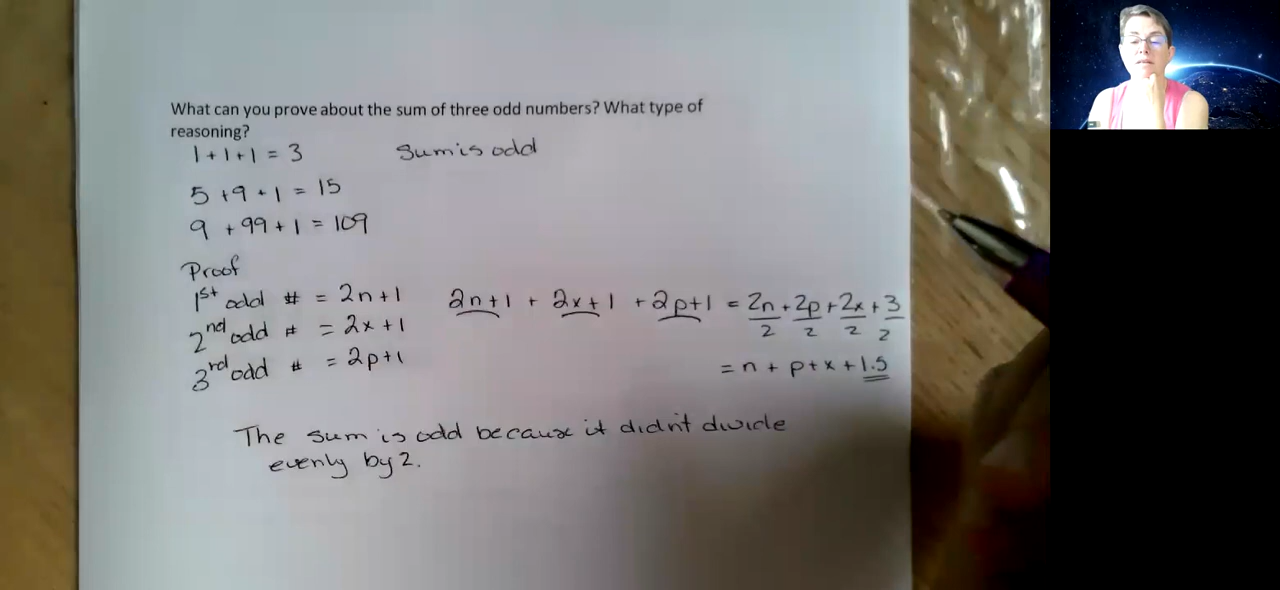 What can you prove about the sum of three odd numbers? What type of
reasoning?
1+1+1 = 3 Sum is odd
5 +9 +1 = 15
9 +99+1 = 109
Proof
1st odd # = 2n+1 2n+1 + 2x+1 +2p+1 = 2n/2 + 2p/2 + 2x/2 + 3/2
2nd odd # = 2x+1
3rd odd # = 2p+1 = n + p+x+1.5
The sum is odd because it didn't divide
evenly by 2.